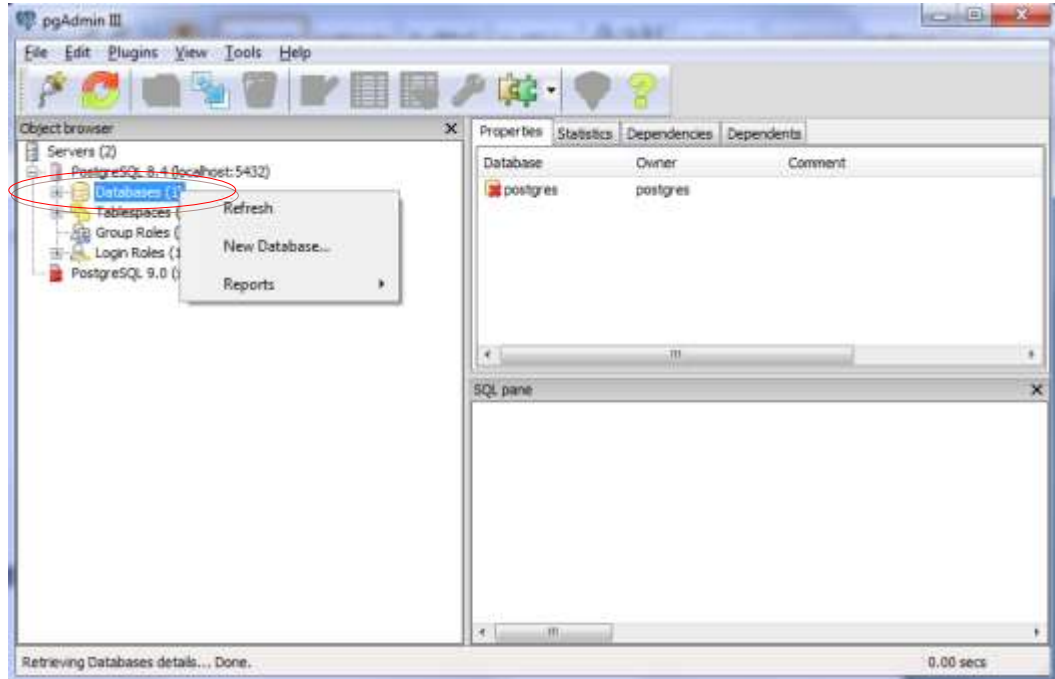 pgAdmin III
File Edit Plugins View Tools Help
Object browser
Servers (2)
PostgreSQL 8.4 (localhost:5432)
Databases (1)
Tablespaces (
Group Roles (
Login Roles (1
PostgreSQL 9.0 (
Refresh
New Database...
Reports
Properties Statistics Dependencies Dependents
Database Owner Comment
postgres postgres
SQL pane
Retrieving Databases details... Done. 0.00 secs